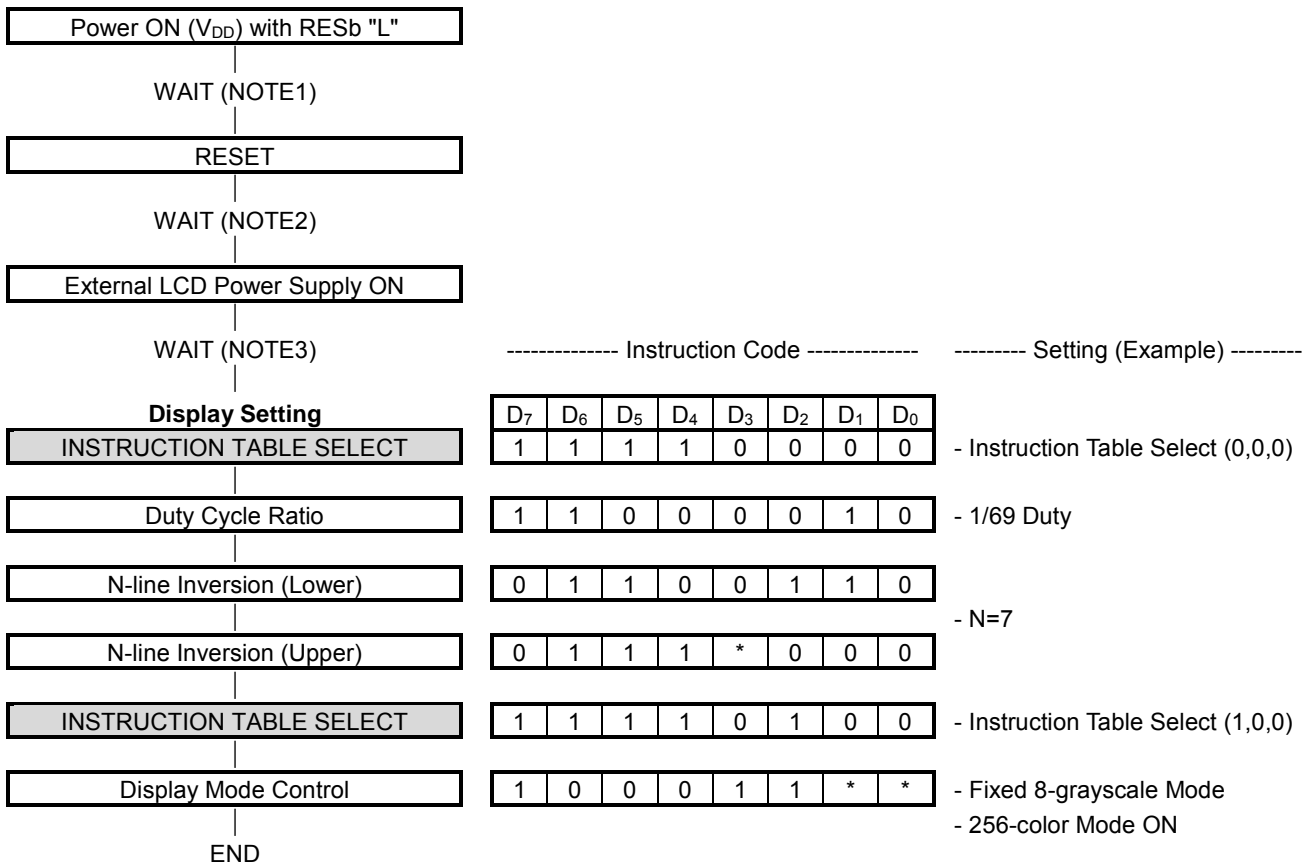 Power ON (VDD) with RESb "L"
WAIT (NOTE1)
RESET
WAIT (NOTE2)
External LCD Power Supply ON
WAIT (NOTE3) -------------- Instruction Code -------------- --------- Setting (Example) ---------
Display Setting D7 D6 D5 D4 D3 D2 D1 D0
INSTRUCTION TABLE SELECT 1 1 1 1 0 0 0 0 - Instruction Table Select (0,0,0)
Duty Cycle Ratio 1 1 0 0 0 0 1 0 - 1/69 Duty
N-line Inversion (Lower) 0 1 1 0 0 1 1 0
- N=7
N-line Inversion (Upper) 0 1 1 1 * 0 0 0
INSTRUCTION TABLE SELECT 1 1 1 1 0 1 0 0 - Instruction Table Select (1,0,0)
Display Mode Control 1 0 0 0 1 1 * * - Fixed 8-grayscale Mode
- 256-color Mode ON
END